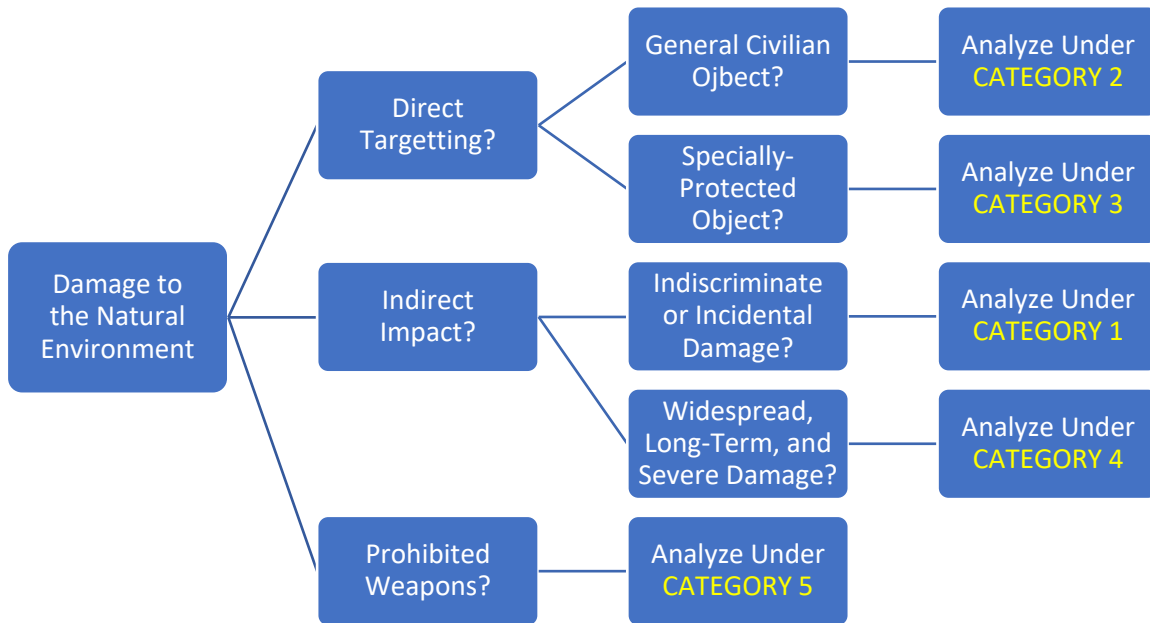 Damage to
the Natural
Environment
Direct
Targetting?
General Civilian
Ojbect?
Analyze Under
CATEGORY 2
Specially-
Protected
Object?
Analyze Under
CATEGORY 3
Indirect
Impact?
Indiscriminate
or Incidental
Damage?
Analyze Under
CATEGORY 1
Widespread,
Long-Term, and
Severe Damage?
Analyze Under
CATEGORY 4
Prohibited
Weapons?
Analyze Under
CATEGORY 5